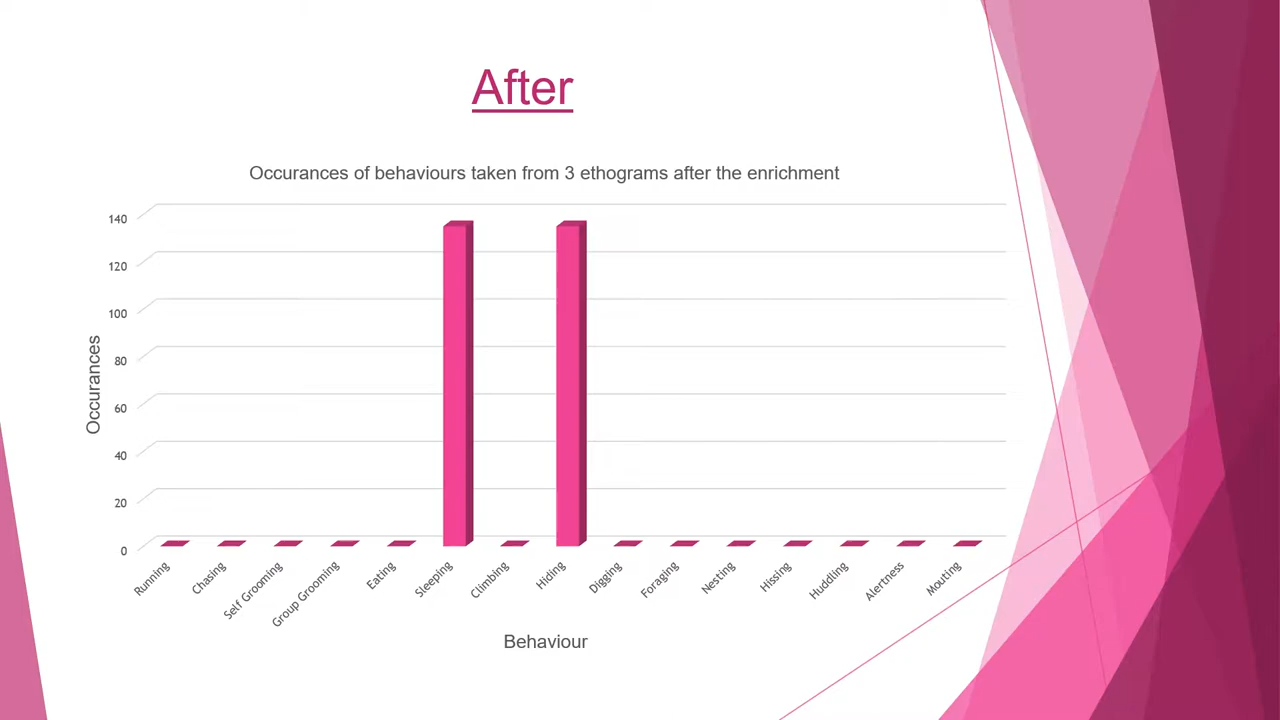 After
Occurances of behaviours taken from 3 ethograms after the enrichment
140
120
100
80
60
40
20
0
Occurances
Running
Chasing
Self Grooming
Group Grooming
Eating
Sleeping
Climbing
Hiding
Digging
Foraging
Nesting
Hissing
Huddling
Alertness
Mouting
Behaviour